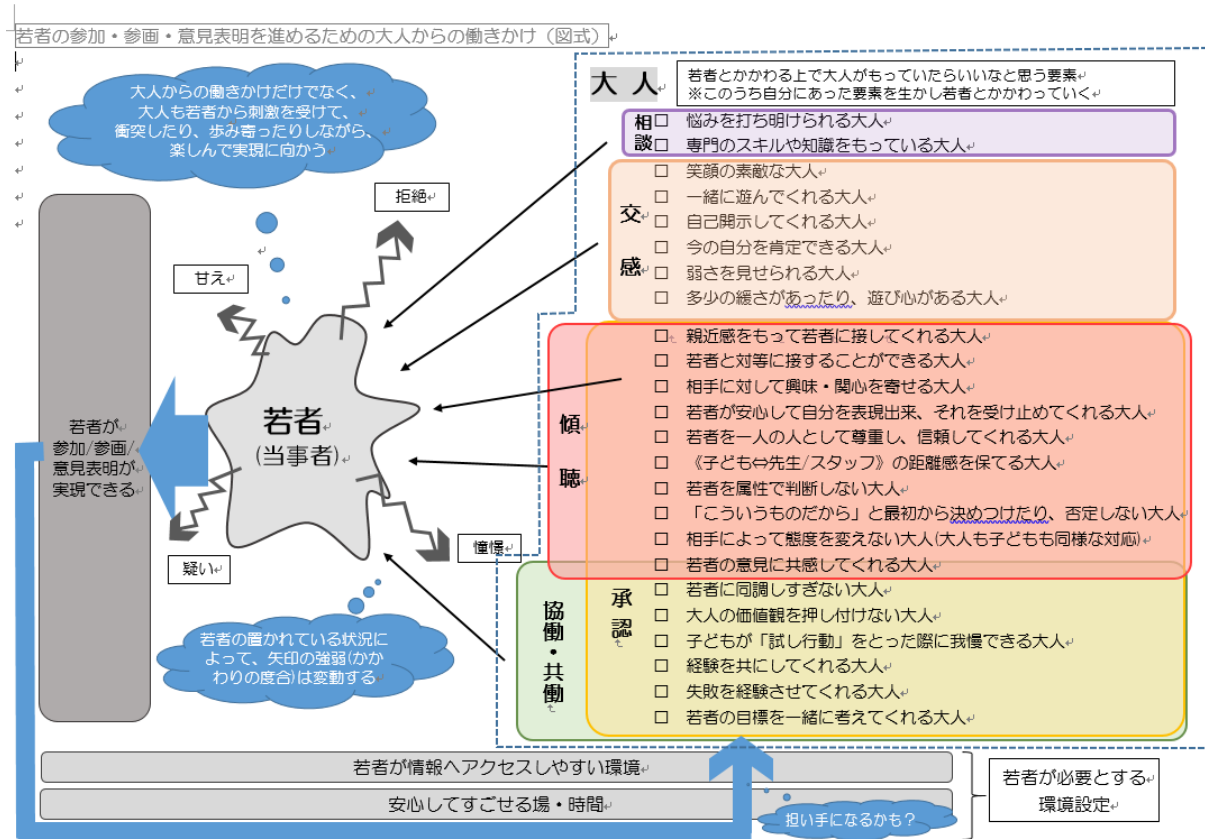 若者の参加・参画・意見表明を進めるための大人からの働きかけ（図式）
大人からの働きかけだけでなく、
大人も若者から刺激を受けて、
衝突したり、歩み寄ったりしながら、
楽しんで実現に向かう
大 人
若者とかかわる上で大人がもっていたらいいなと思う要素
※このうち自分にあった要素を生かし若者とかかわっていく
相談
□ 悩みを打ち明けられる大人
□ 専門のスキルや知識をもっている大人
交感
□ 笑顔の素敵な大人
□ 一緒に遊んでくれる大人
□ 自己開示してくれる大人
□ 今の自分を肯定できる大人
□ 弱さを見せられる大人
□ 多少の緩さがあったり、遊び心がある大人
傾聴
□ 親近感をもって若者に接してくれる大人
□ 若者と対等に接することができる大人
□ 相手に対して興味・関心を寄せる大人
□ 若者が安心して自分を表現出来、それを受け止めてくれる大人
□ 若者を一人の人として尊重し、信頼してくれる大人
□ 《子ども⇔先生/スタッフ》の距離感を保てる大人
□ 若者を属性で判断しない大人
□ 「こういうものだから」と最初から決めつけたり、否定しない大人
□ 相手によって態度を変えない大人(大人も子どもも同様な対応)
□ 若者の意見に共感してくれる大人
協働・共働
承認
□ 若者に同調しすぎない大人
□ 大人の価値観を押し付けない大人
□ 子どもが「試し行動」をとった際に我慢できる大人
□ 経験を共にしてくれる大人
□ 失敗を経験させてくれる大人
□ 若者の目標を一緒に考えてくれる大人
拒絶
甘え
若者
(当事者)
疑い
憧憬
若者が
参加/参画/
意見表明が
実現できる
若者の置かれている状況に
よって、矢印の強弱(かか
わりの度合)は変動する
若者が情報へアクセスしやすい環境
安心してすごせる場・時間
若者が必要とする
環境設定
担い手になるかも？